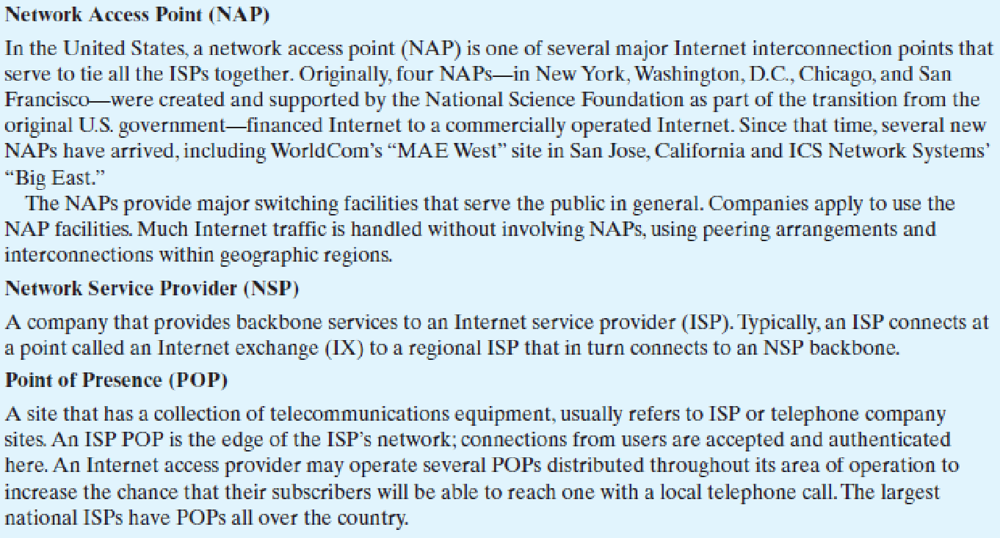 Network Access Point (NAP)
In the United States, a network access point (NAP) is one of several major Internet interconnection points that
serve to tie all the ISPs together. Originally, four NAPs—in New York, Washington, D.C., Chicago, and San
Francisco—were created and supported by the National Science Foundation as part of the transition from the
original U.S. government—financed Internet to a commercially operated Internet. Since that time, several new
NAPs have arrived, including WorldCom’s “MAE West” site in San Jose, California and ICS Network Systems’
“Big East.”
The NAPs provide major switching facilities that serve the public in general. Companies apply to use the
NAP facilities. Much Internet traffic is handled without involving NAPs, using peering arrangements and
interconnections within geographic regions.
Network Service Provider (NSP)
A company that provides backbone services to an Internet service provider (ISP). Typically, an ISP connects at
a point called an Internet exchange (IX) to a regional ISP that in turn connects to an NSP backbone.
Point of Presence (POP)
A site that has a collection of telecommunications equipment, usually refers to ISP or telephone company
sites. An ISP POP is the edge of the ISP’s network; connections from users are accepted and authenticated
here. An Internet access provider may operate several POPs distributed throughout its area of operation to
increase the chance that their subscribers will be able to reach one with a local telephone call. The largest
national ISPs have POPs all over the country.